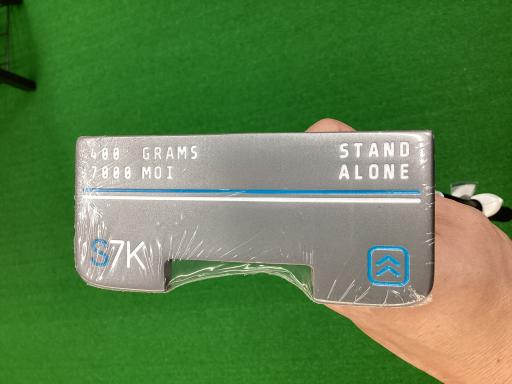 400 GRAMS
7000 MOI
STAND
ALONE
S7K